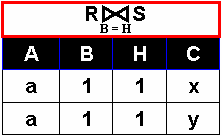 R⋈S
B = H
A B H C
a 1 1 x
a 1 1 y